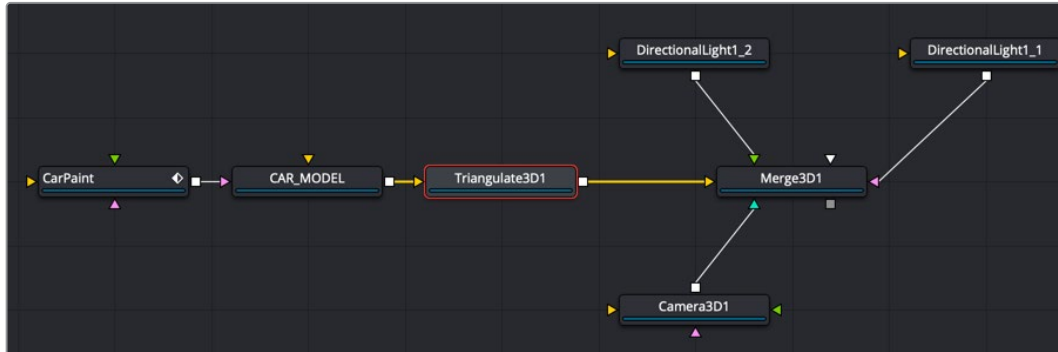 DirectionalLight1_2
DirectionalLight1_1
CarPaint
CAR_MODEL
Triangulate3D1
Merge3D1
Camera3D1